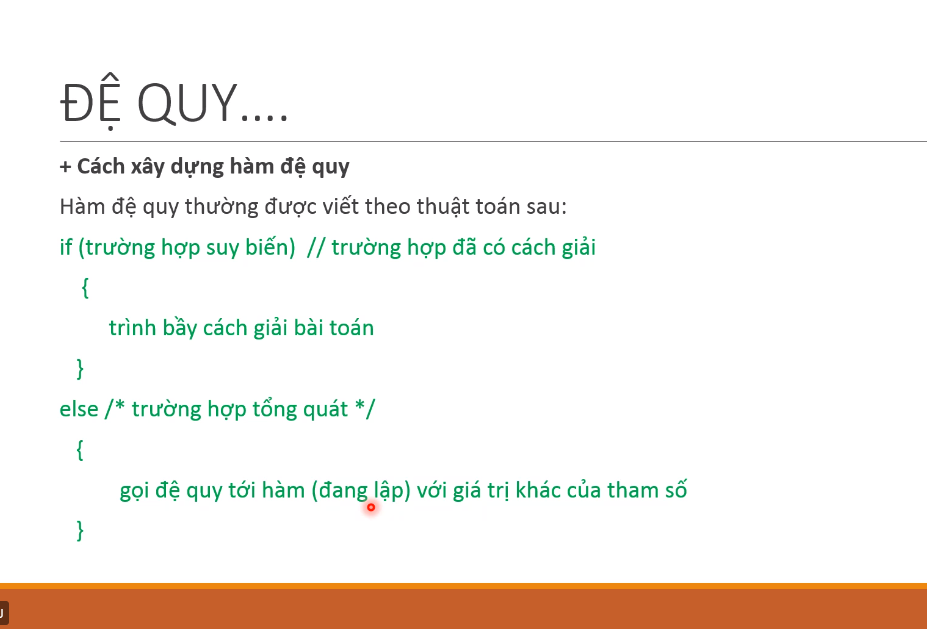 ĐỆ QUY....
+ Cách xây dựng hàm đệ quy
Hàm đệ quy thường được viết theo thuật toán sau:
if (trường hợp suy biến) // trường hợp đã có cách giải
{
trình bầy cách giải bài toán
}
else /* trường hợp tổng quát */
{
gọi đệ quy tới hàm (đang lập) với giá trị khác của tham số
}